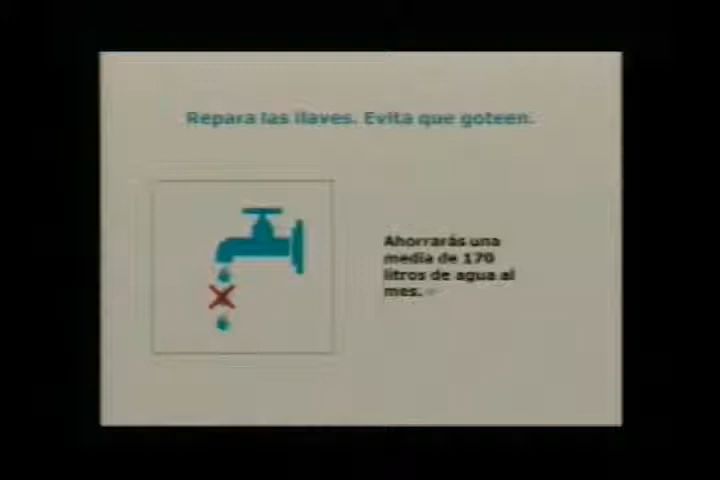 Repara las llaves. Evita que goteen.
Ahorrarás una
media de 170
litros de agua al
mes.